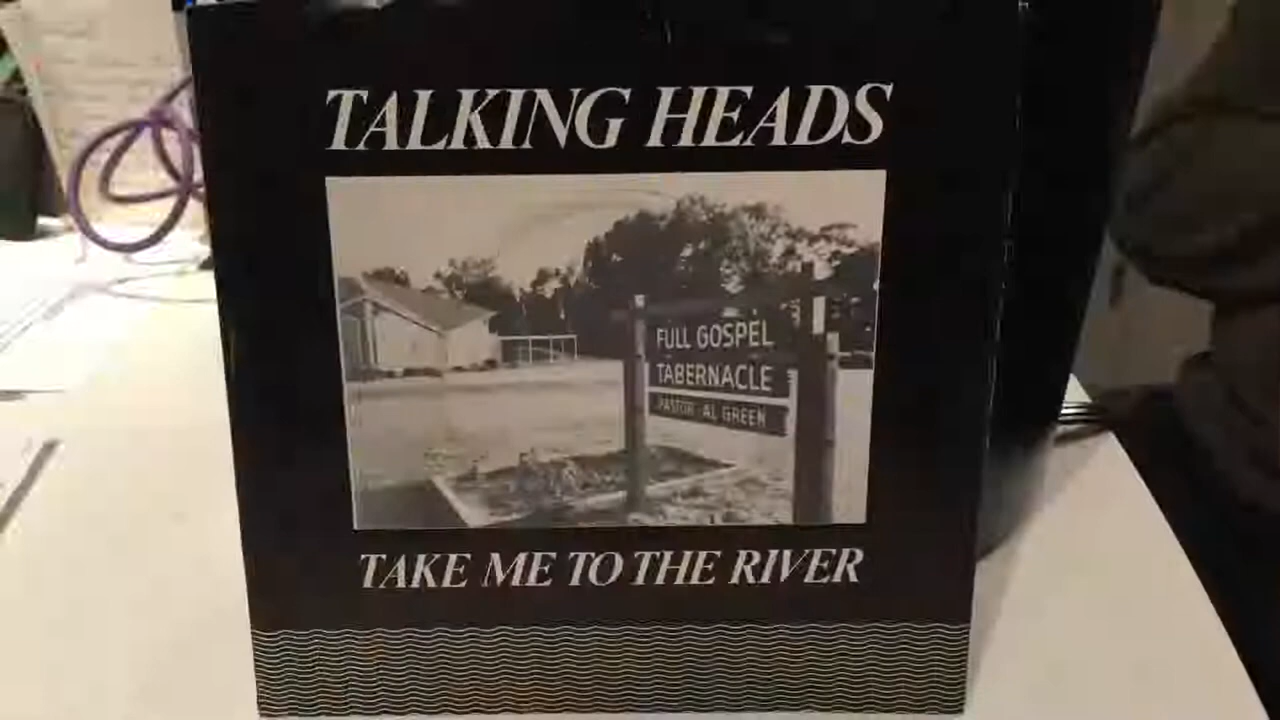 TALKING HEADS
FULL GOSPEL
TABERNACLE
PASTOR AL GREEN
TAKE ME TO THE RIVER